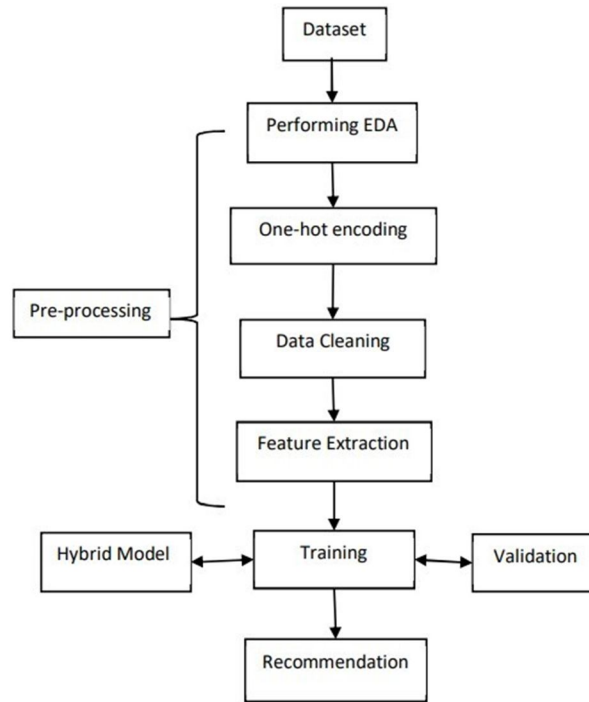 Dataset
Performing EDA
One-hot encoding
Pre-processing
Data Cleaning
Feature Extraction
Hybrid Model
Training
Validation
Recommendation